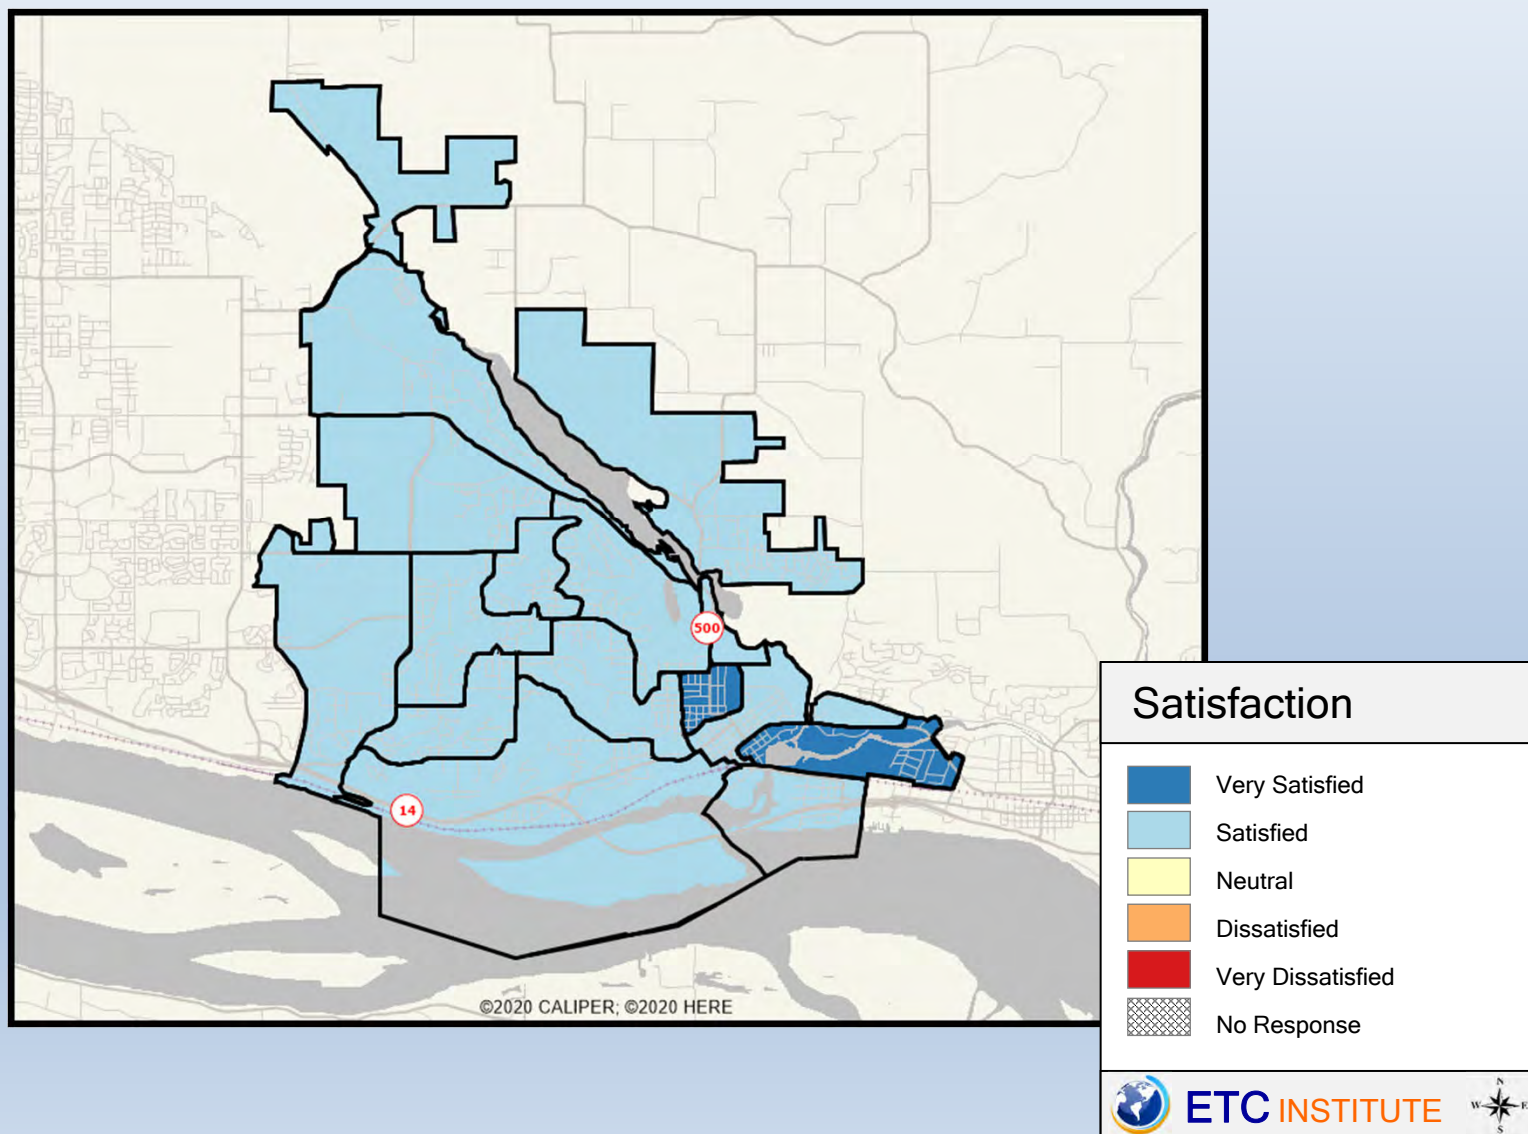 500
14
©2020 CALIPER; ©2020 HERE
Satisfaction
Very Satisfied
Satisfied
Neutral
Dissatisfied
Very Dissatisfied
No Response
ETC INSTITUTE
N
W E
S